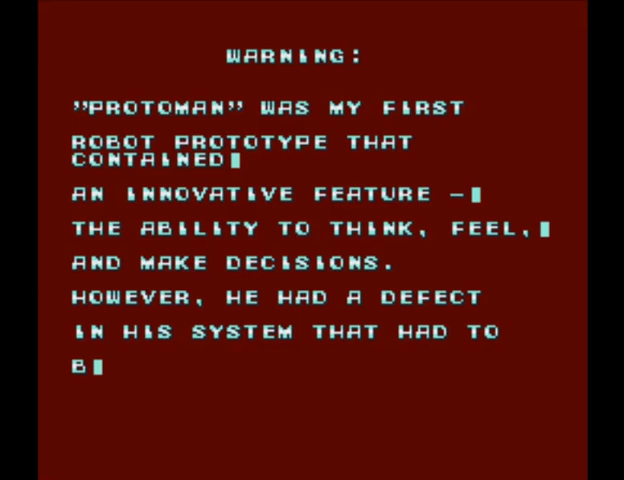 WARNING:
"PROTOMAN" WAS MY FIRST
ROBOT PROTOTYPE THAT
CONTAINED
AN INNOVATIVE FEATURE -
THE ABILITY TO THINK, FEEL,
AND MAKE DECISIONS.
HOWEVER, HE HAD A DEFECT
IN HIS SYSTEM THAT HAD TO
B